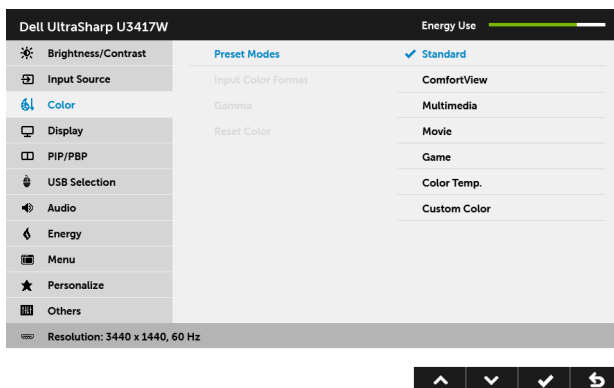 Dell UltraSharp U3417W
Energy Use
Brightness/Contrast
Preset Modes
Standard
Input Source
Input Color Format
ComfortView
Color
Gamma
Multimedia
Display
Reset Color
Movie
PIP/PBP
Game
USB Selection
Color Temp.
Audio
Custom Color
Energy
Menu
Personalize
Others
Resolution: 3440 x 1440, 60 Hz